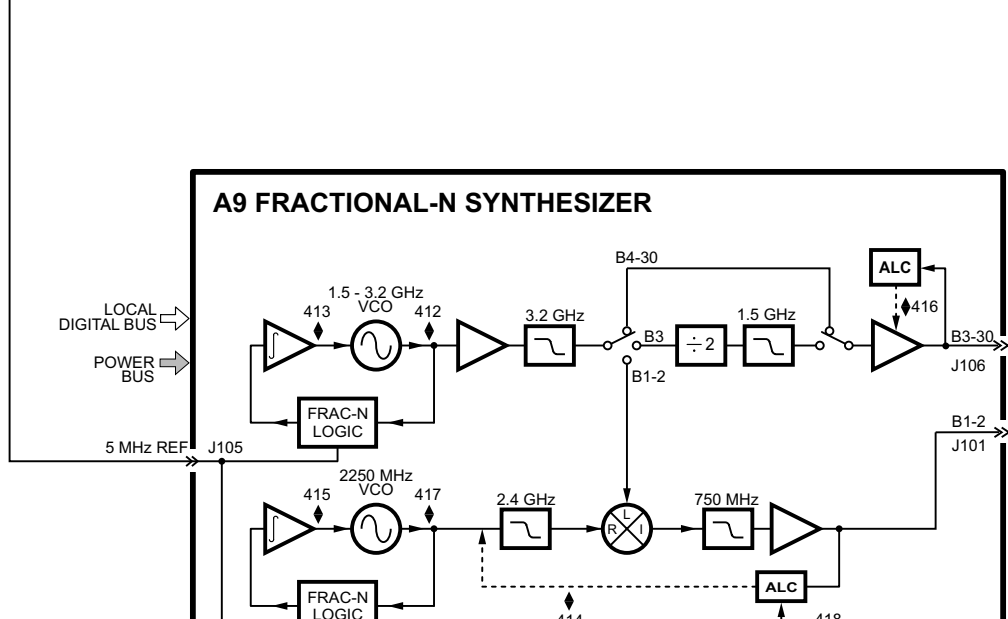 A9 FRACTIONAL-N SYNTHESIZER
B4-30
ALC
1.5 - 3.2 GHz
VCO
LOCAL
DIGITAL BUS
413
412
416
3.2 GHz
1.5 GHz
B3
÷ 2
B3-30
J106
POWER
BUS
B1-2
FRAC-N
LOGIC
B1-2
J101
5 MHz REF
J105
2250 MHz
VCO
415
417
2.4 GHz
750 MHz
L
R
I
ALC
FRAC-N
LOGIC
414
418